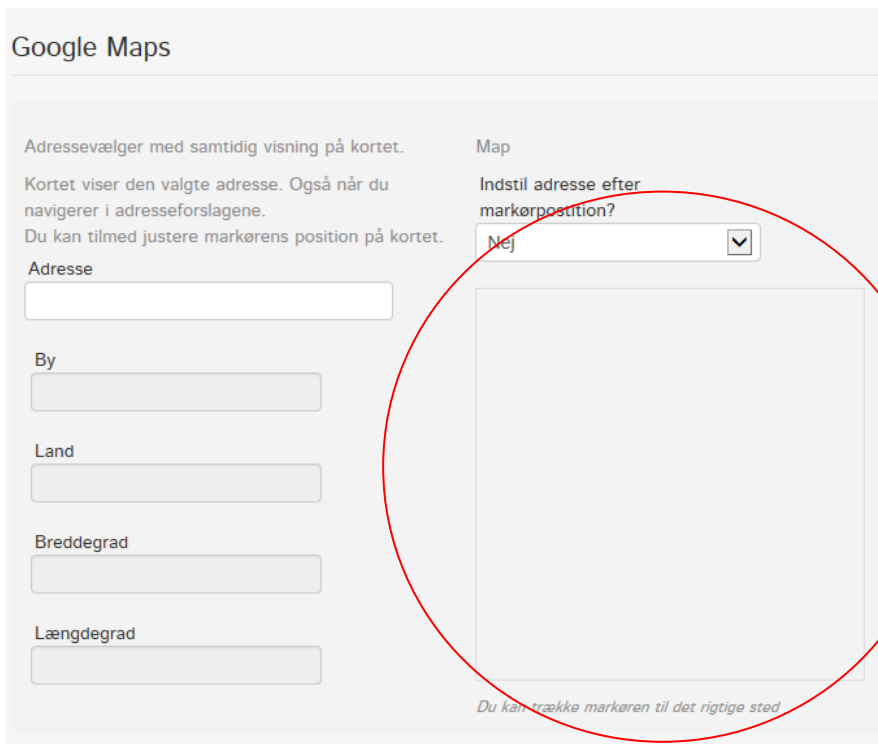 Google Maps
Adressevælger med samtidig visning på kortet.
Kortet viser den valgte adresse. Også når du
navigerer i adresseforslagene.
Du kan tilmed justere markørens position på kortet.
Adresse
By
Land
Breddegrad
Længdegrad
Map
Indstil adresse efter
markørpostition?
Nej
Du kan trække markøren til det rigtige sted